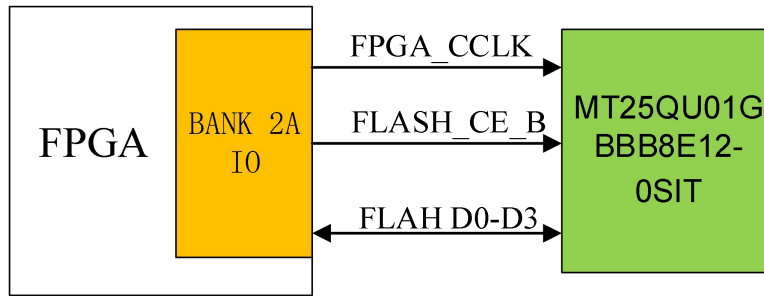 FPGA
BANK 2A
IO
FPGA_CCLK
FLASH_CE_B
FLAH D0-D3
MT25QU01G
BBB8E12-
0SIT